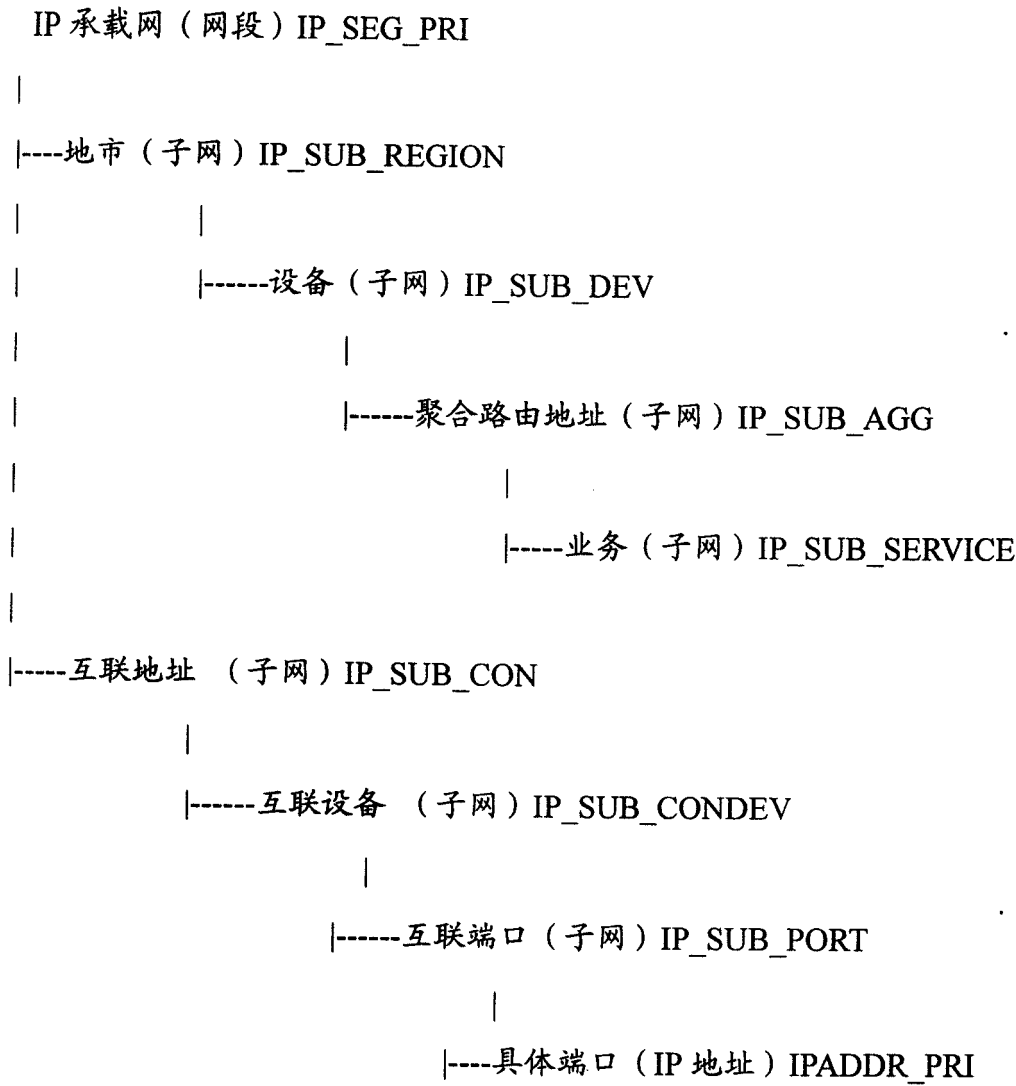 IP 承载网（网段）IP_SEG_PRI
|
|----地市（子网）IP_SUB_REGION
| |
| |------设备（子网）IP_SUB_DEV
| |
| |------聚合路由地址（子网）IP_SUB_AGG
| |
| |-----业务（子网）IP_SUB_SERVICE
|
|-----互联地址 （子网）IP_SUB_CON
|
|------互联设备 （子网）IP_SUB_CONDEV
|
|------互联端口（子网）IP_SUB_PORT
|
|----具体端口（IP 地址）IPADDR_PRI